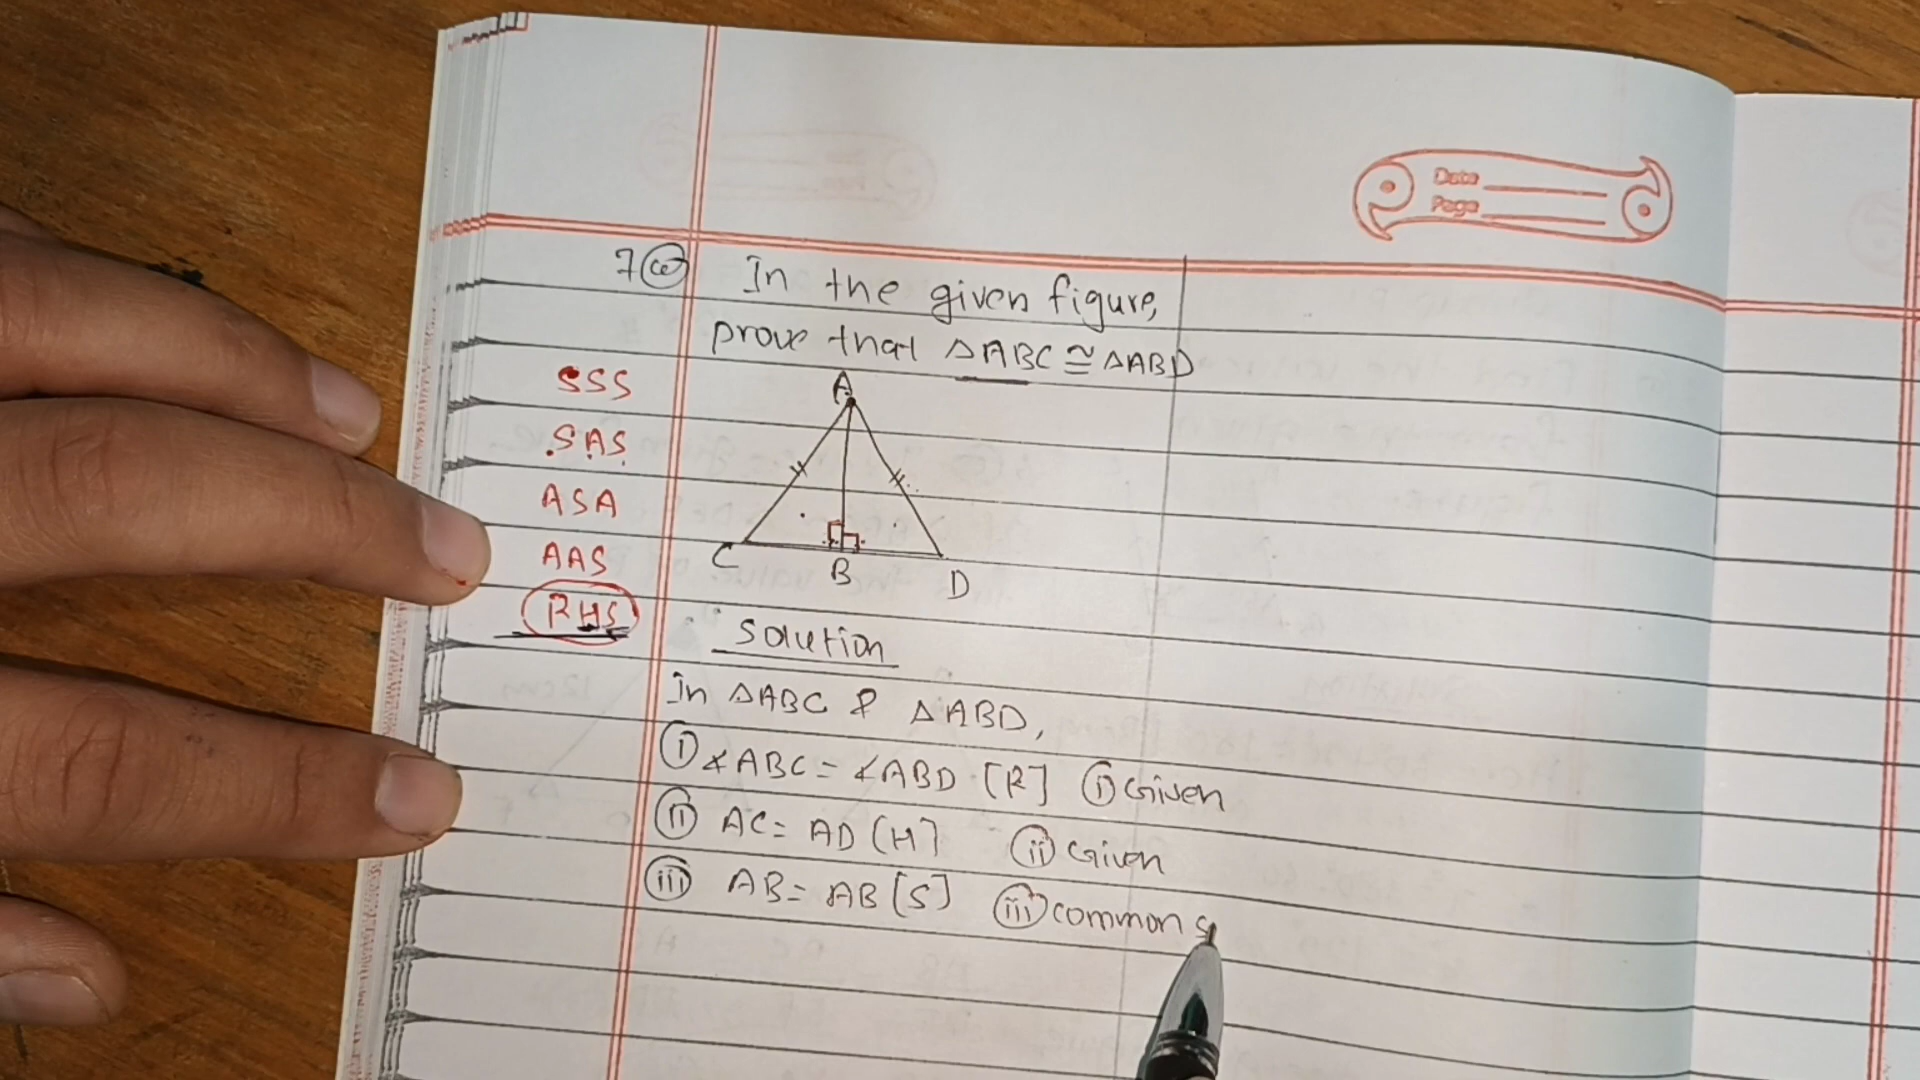 Date
Page
7 a In the given figure,
prove that △ABC ≅ △ABD
SSS
SAS
ASA
AAS
RHS
A
C B D
Solution
In △ABC & △ABD,
(i) ∡ABC = ∡ABD [R] (i) Given
(ii) AC = AD [H] (ii) Given
(iii) AB = AB [S] (iii) common s